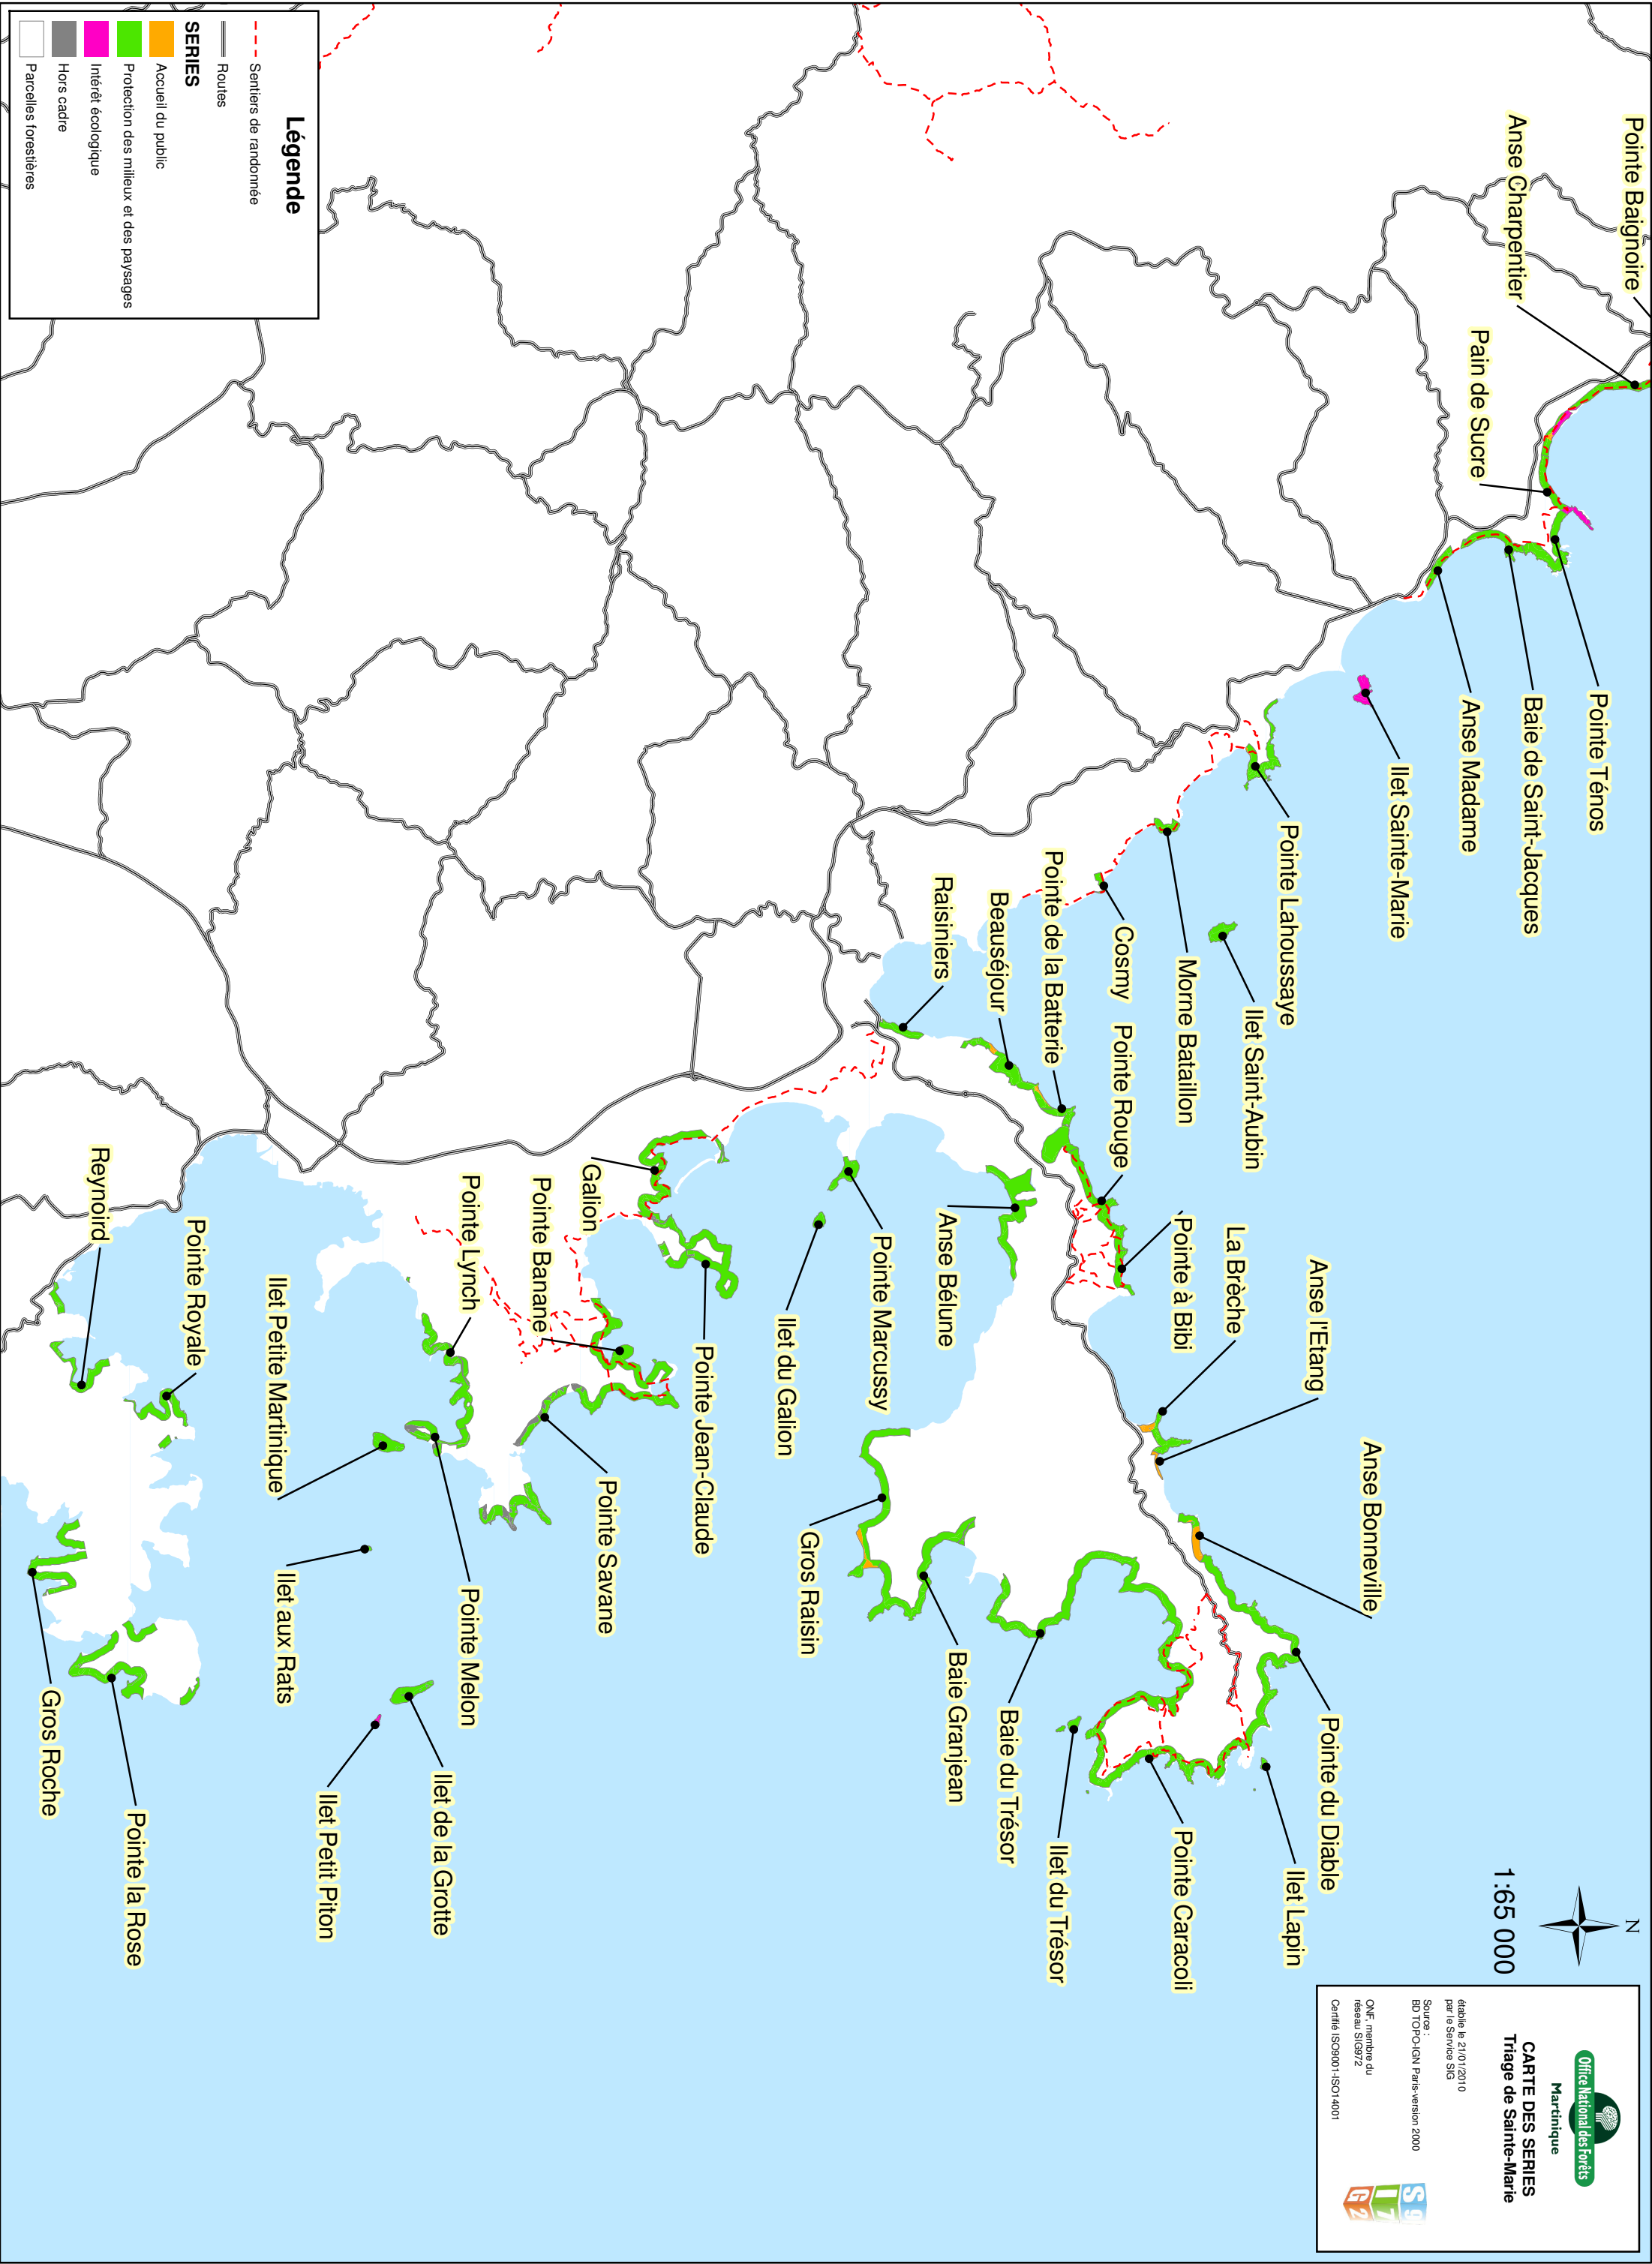 Pointe Baignoire
Anse Charpentier
Pain de Sucre
Pointe Ténos
Baie de Saint-Jacques
Anse Madame
Ilet Sainte-Marie
Pointe Lahoussaye
Ilet Saint-Aubin
Morne Bataillon
Cosmy
Pointe Rouge
Pointe de la Batterie
Beauséjour
Raisiniers
Pointe à Bibi
La Brèche
Anse l'Etang
Anse Bonneville
Pointe du Diable
Ilet Lapin
Pointe Caracoli
Ilet du Trésor
Baie du Trésor
Baie Granjean
Gros Raisin
Anse Bélune
Pointe Marcussy
Ilet du Galion
Pointe Jean-Claude
Galion
Pointe Banane
Pointe Savane
Pointe Lynch
Pointe Melon
Ilet Petite Martinique
Ilet aux Rats
Ilet de la Grotte
Ilet Petit Piton
Pointe Royale
Reynoird
Pointe la Rose
Gros Roche
N
1:65 000
Office National des Forêts
Martinique
CARTE DES SERIES
Triage de Sainte-Marie
établie le 21/01/2010
par le Service SIG
Source :
BD TOPO-IGN Paris-version 2000
ONF, membre du
réseau SIG972
Certifié ISO9001-ISO14001
S9
I7
G2
Légende
Sentiers de randonnée
Routes
SERIES
Accueil du public
Protection des milieux et des paysages
Intérêt écologique
Hors cadre
Parcelles forestières